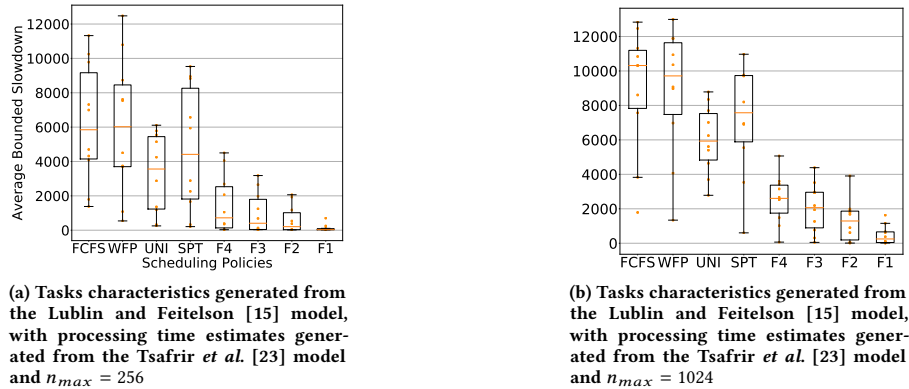 12000
10000
8000
6000
4000
2000
0
Average Bounded Slowdown
FCFS WFP UNI SPT F4 F3 F2 F1
Scheduling Policies
(a) Tasks characteristics generated from
the Lublin and Feitelson [15] model,
with processing time estimates gener-
ated from the Tsafrir et al. [23] model
and n_max = 256
12000
10000
8000
6000
4000
2000
0
FCFS WFP UNI SPT F4 F3 F2 F1
(b) Tasks characteristics generated from
the Lublin and Feitelson [15] model,
with processing time estimates gener-
ated from the Tsafrir et al. [23] model
and n_max = 1024